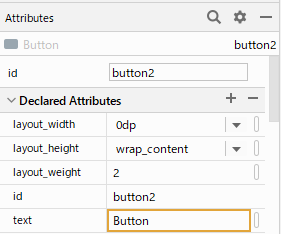 Attributes
Button button2
id button2
Declared Attributes
layout_width 0dp
layout_height wrap_content
layout_weight 2
id button2
text Button